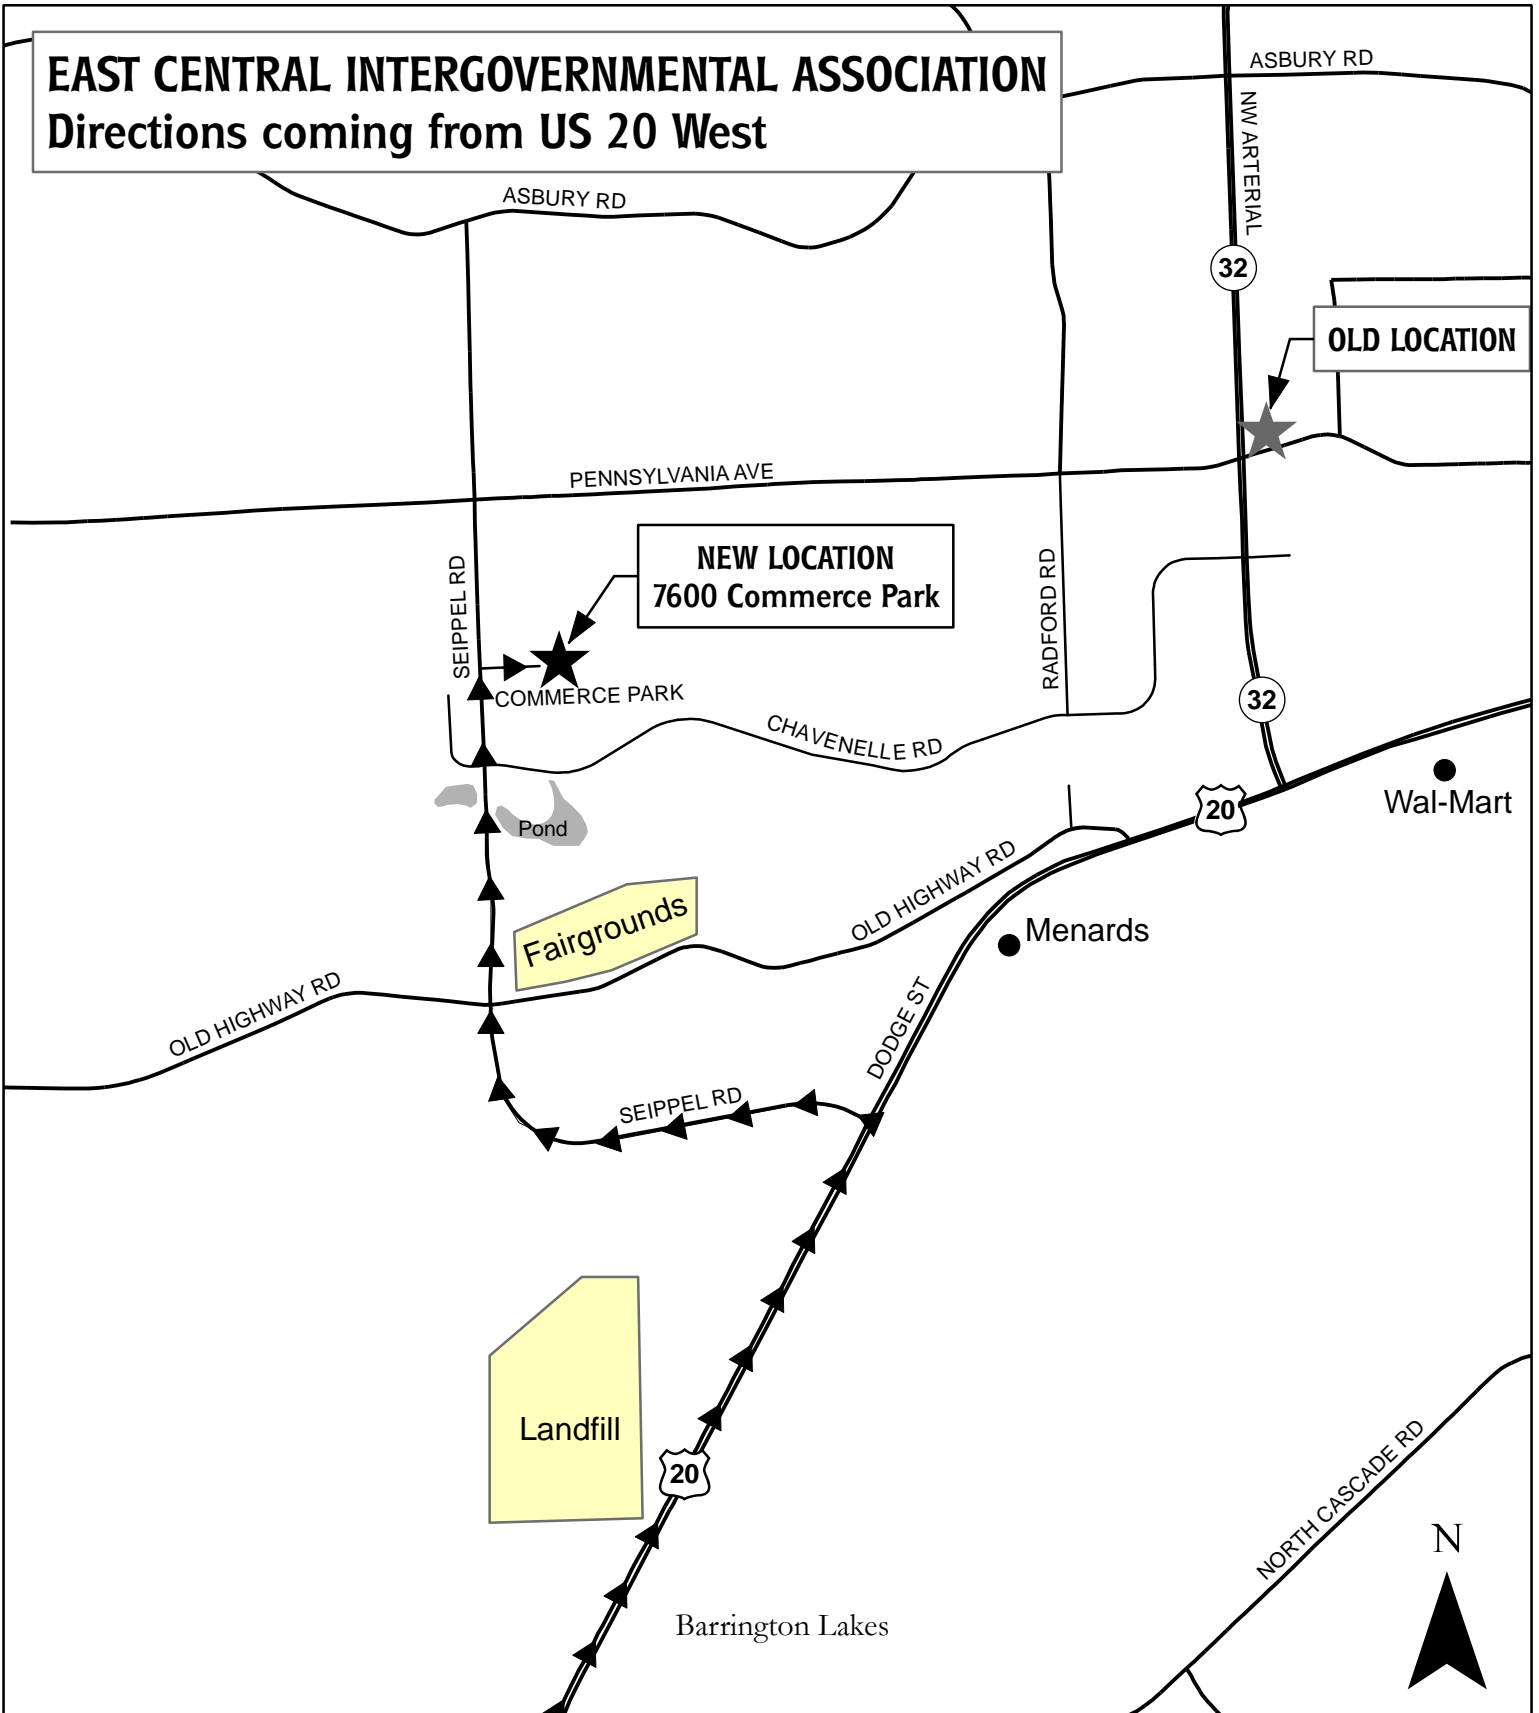 EAST CENTRAL INTERGOVERNMENTAL ASSOCIATION
Directions coming from US 20 West
ASBURY RD
NW ARTERIAL
ASBURY RD
32
OLD LOCATION
PENNSYLVANIA AVE
NEW LOCATION
7600 Commerce Park
SEIPPEL RD
RADFORD RD
COMMERCE PARK
CHAVENELLE RD
32
20
Wal-Mart
Pond
Fairgrounds
OLD HIGHWAY RD
Menards
OLD HIGHWAY RD
DODGE ST
SEIPPEL RD
Landfill
20
NORTH CASCADE RD
N
Barrington Lakes